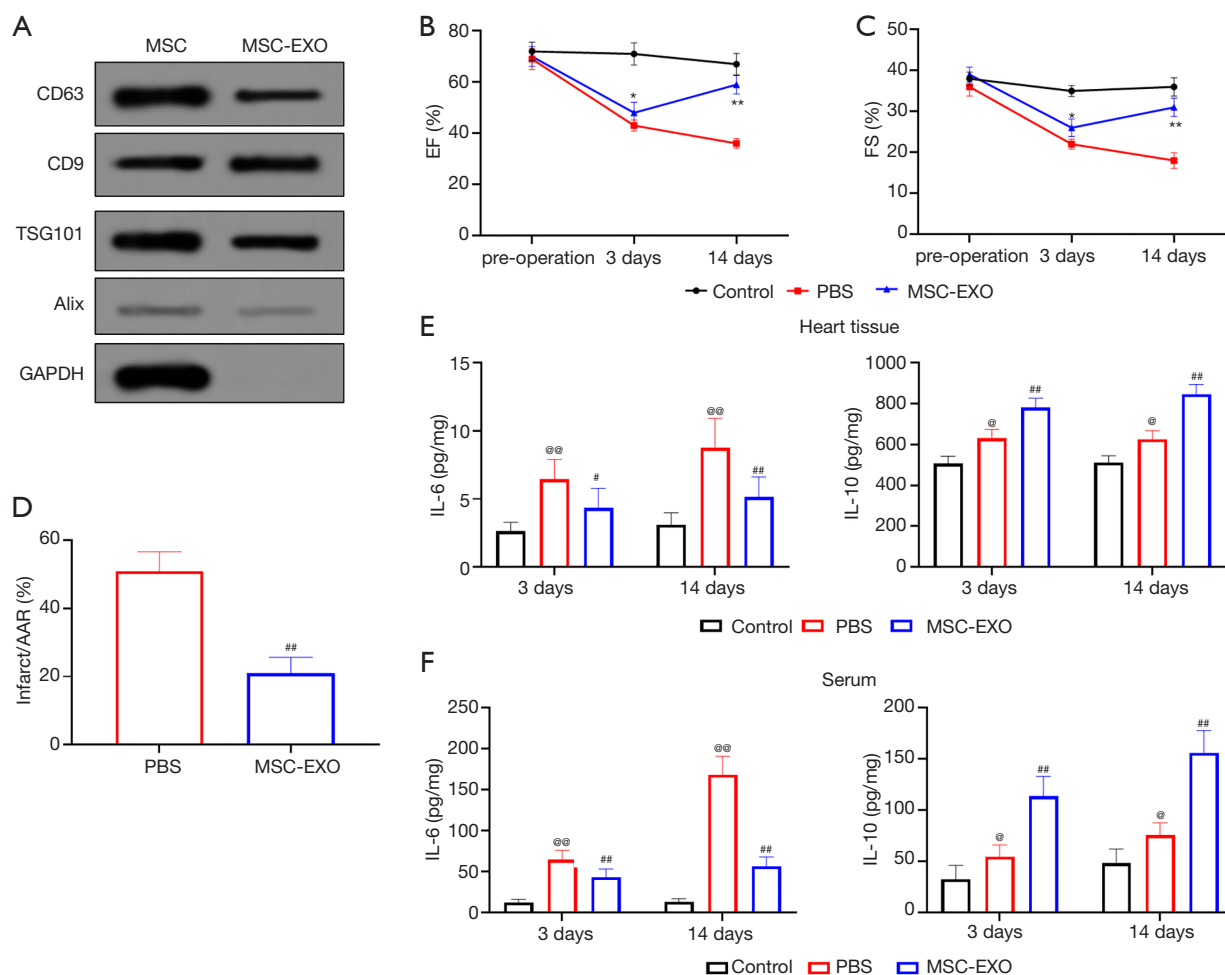 A
MSC MSC-EXO
CD63
CD9
TSG101
Alix
GAPDH
B
EF (%)
80
60
40
20
0
*
**
pre-operation 3 days 14 days
C
FS (%)
50
40
30
20
10
0
*
**
pre-operation 3 days 14 days
Control PBS MSC-EXO
D
Infarct/AAR (%)
60
40
20
0
##
PBS MSC-EXO
E
Heart tissue
IL-6 (pg/mg)
15
10
5
0
@@ # @@ ##
3 days 14 days
IL-10 (pg/mg)
1000
800
600
400
200
0
@ ## @ ##
3 days 14 days
Control PBS MSC-EXO
F
Serum
IL-6 (pg/mg)
250
200
150
100
50
0
@@ ## @@ ##
3 days 14 days
IL-10 (pg/mg)
200
150
100
50
0
@ ## @ ##
3 days 14 days
Control PBS MSC-EXO